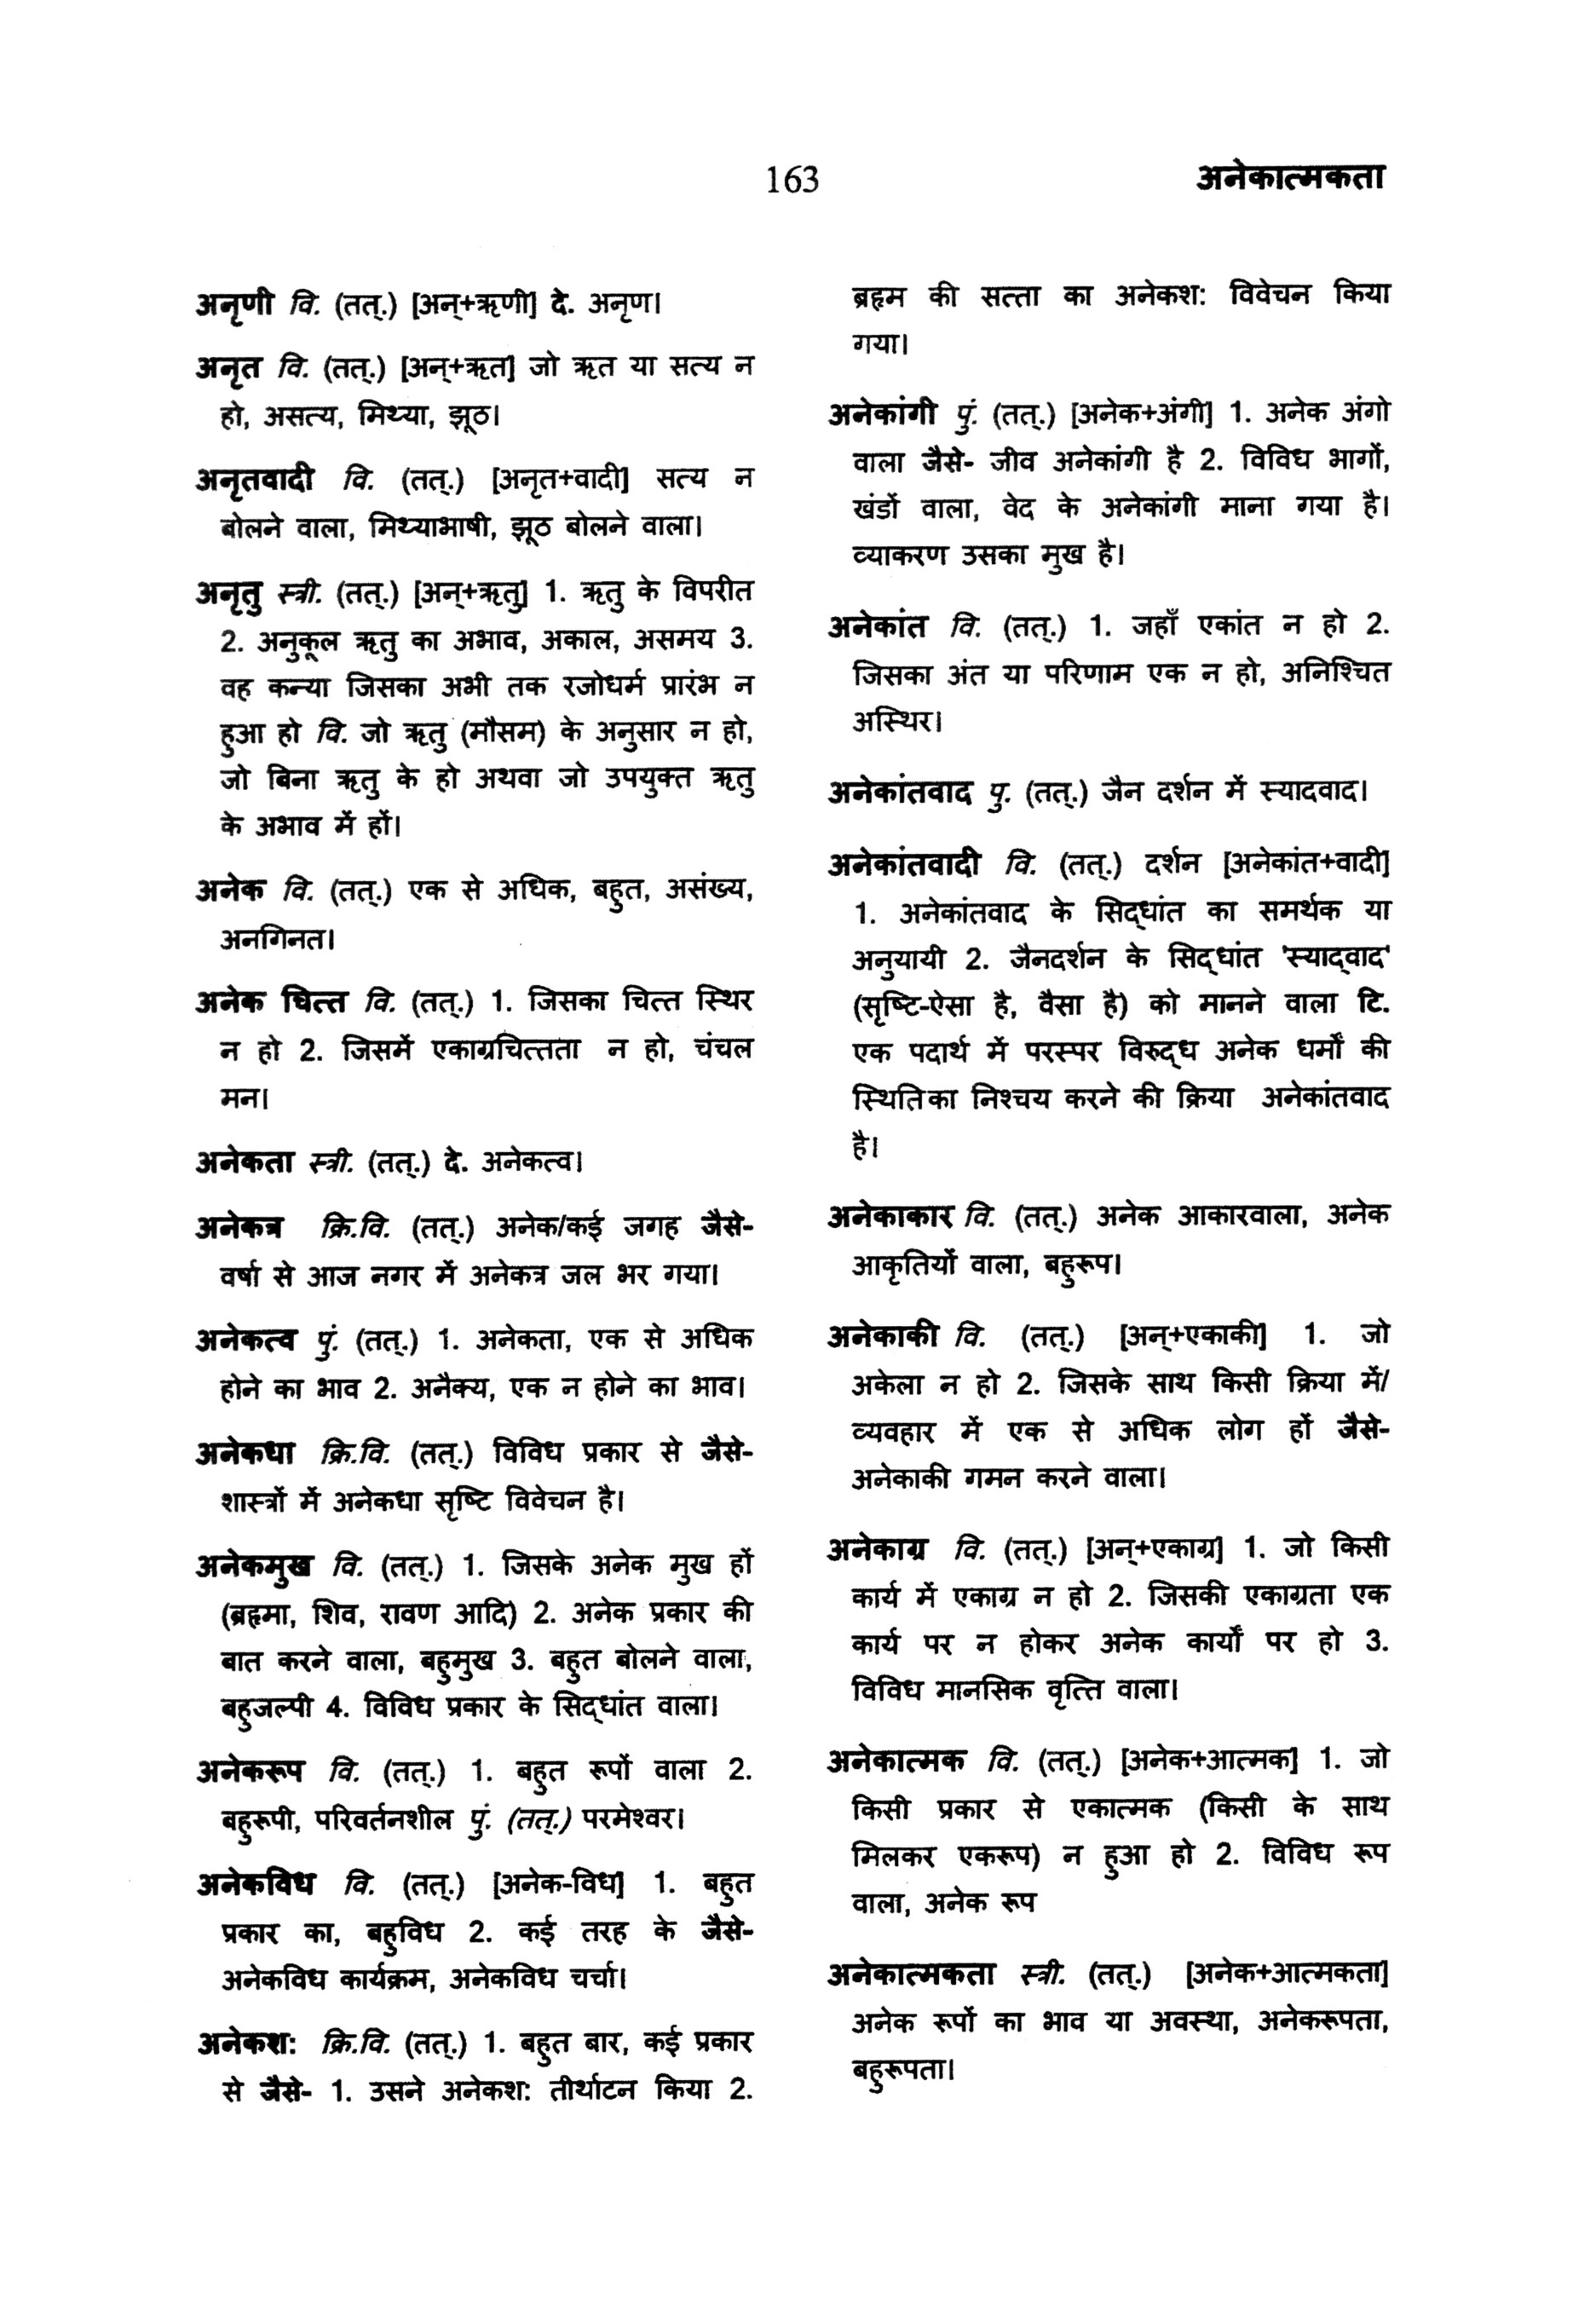 163
अनेकात्मकता
अनृणी वि. (तत्.) [अन्+ऋणी] दे. अनृण।
अनृत वि. (तत्.) [अन्+ऋत] जो ऋत या सत्य न
हो, असत्य, मिथ्या, झूठ।
अनृतवादी वि. (तत्.) [अनृत+वादी] सत्य न
बोलने वाला, मिथ्याभाषी, झूठ बोलने वाला।
अनृतु स्त्री. (तत्.) [अन्+ऋतु] 1. ऋतु के विपरीत
2. अनुकूल ऋतु का अभाव, अकाल, असमय 3.
वह कन्या जिसका अभी तक रजोधर्म प्रारंभ न
हुआ हो वि. जो ऋतु (मौसम) के अनुसार न हो,
जो बिना ऋतु के हो अथवा जो उपयुक्त ऋतु
के अभाव में हों।
अनेक वि. (तत्.) एक से अधिक, बहुत, असंख्य,
अनगिनत।
अनेक चित्त वि. (तत्.) 1. जिसका चित्त स्थिर
न हो 2. जिसमें एकाग्रचित्तता न हो, चंचल
मन।
अनेकता स्त्री. (तत्.) दे. अनेकत्व।
अनेकत्र क्रि.वि. (तत्.) अनेक/कई जगह जैसे-
वर्षा से आज नगर में अनेकत्र जल भर गया।
अनेकत्व पुं. (तत्.) 1. अनेकता, एक से अधिक
होने का भाव 2. अनैक्य, एक न होने का भाव।
अनेकधा क्रि.वि. (तत्.) विविध प्रकार से जैसे-
शास्त्रों में अनेकधा सृष्टि विवेचन है।
अनेकमुख वि. (तत्.) 1. जिसके अनेक मुख हों
(ब्रह्मा, शिव, रावण आदि) 2. अनेक प्रकार की
बात करने वाला, बहुमुख 3. बहुत बोलने वाला,
बहुजल्पी 4. विविध प्रकार के सिद्धांत वाला।
अनेकरूप वि. (तत्.) 1. बहुत रूपों वाला 2.
बहुरूपी, परिवर्तनशील पुं. (तत्.) परमेश्वर।
अनेकविध वि. (तत्.) [अनेक-विध] 1. बहुत
प्रकार का, बहुविध 2. कई तरह के जैसे-
अनेकविध कार्यक्रम, अनेकविध चर्चा।
अनेकश: क्रि.वि. (तत्.) 1. बहुत बार, कई प्रकार
से जैसे- 1. उसने अनेकश: तीर्थाटन किया 2.
ब्रह्म की सत्ता का अनेकश: विवेचन किया
गया।
अनेकांगी पुं. (तत्.) [अनेक+अंगी] 1. अनेक अंगो
वाला जैसे- जीव अनेकांगी है 2. विविध भागों,
खंडों वाला, वेद के अनेकांगी माना गया है।
व्याकरण उसका मुख है।
अनेकांत वि. (तत्.) 1. जहाँ एकांत न हो 2.
जिसका अंत या परिणाम एक न हो, अनिश्चित
अस्थिर।
अनेकांतवाद पु. (तत्.) जैन दर्शन में स्यादवाद।
अनेकांतवादी वि. (तत्.) दर्शन [अनेकांत+वादी]
1. अनेकांतवाद के सिद्धांत का समर्थक या
अनुयायी 2. जैनदर्शन के सिद्धांत 'स्याद्वाद'
(सृष्टि-ऐसा है, वैसा है) को मानने वाला टि.
एक पदार्थ में परस्पर विरुद्ध अनेक धर्मों की
स्थिति का निश्चय करने की क्रिया अनेकांतवाद
है।
अनेकाकार वि. (तत्.) अनेक आकारवाला, अनेक
आकृतियों वाला, बहुरूप।
अनेकाकी वि. (तत्.) [अन्+एकाकी] 1. जो
अकेला न हो 2. जिसके साथ किसी क्रिया में/
व्यवहार में एक से अधिक लोग हों जैसे-
अनेकाकी गमन करने वाला।
अनेकाग्र वि. (तत्.) [अन्+एकाग्र] 1. जो किसी
कार्य में एकाग्र न हो 2. जिसकी एकाग्रता एक
कार्य पर न होकर अनेक कार्यों पर हो 3.
विविध मानसिक वृत्ति वाला।
अनेकात्मक वि. (तत्.) [अनेक+आत्मक] 1. जो
किसी प्रकार से एकात्मक (किसी के साथ
मिलकर एकरूप) न हुआ हो 2. विविध रूप
वाला, अनेक रूप
अनेकात्मकता स्त्री. (तत्.) [अनेक+आत्मकता]
अनेक रूपों का भाव या अवस्था, अनेकरूपता,
बहुरूपता।